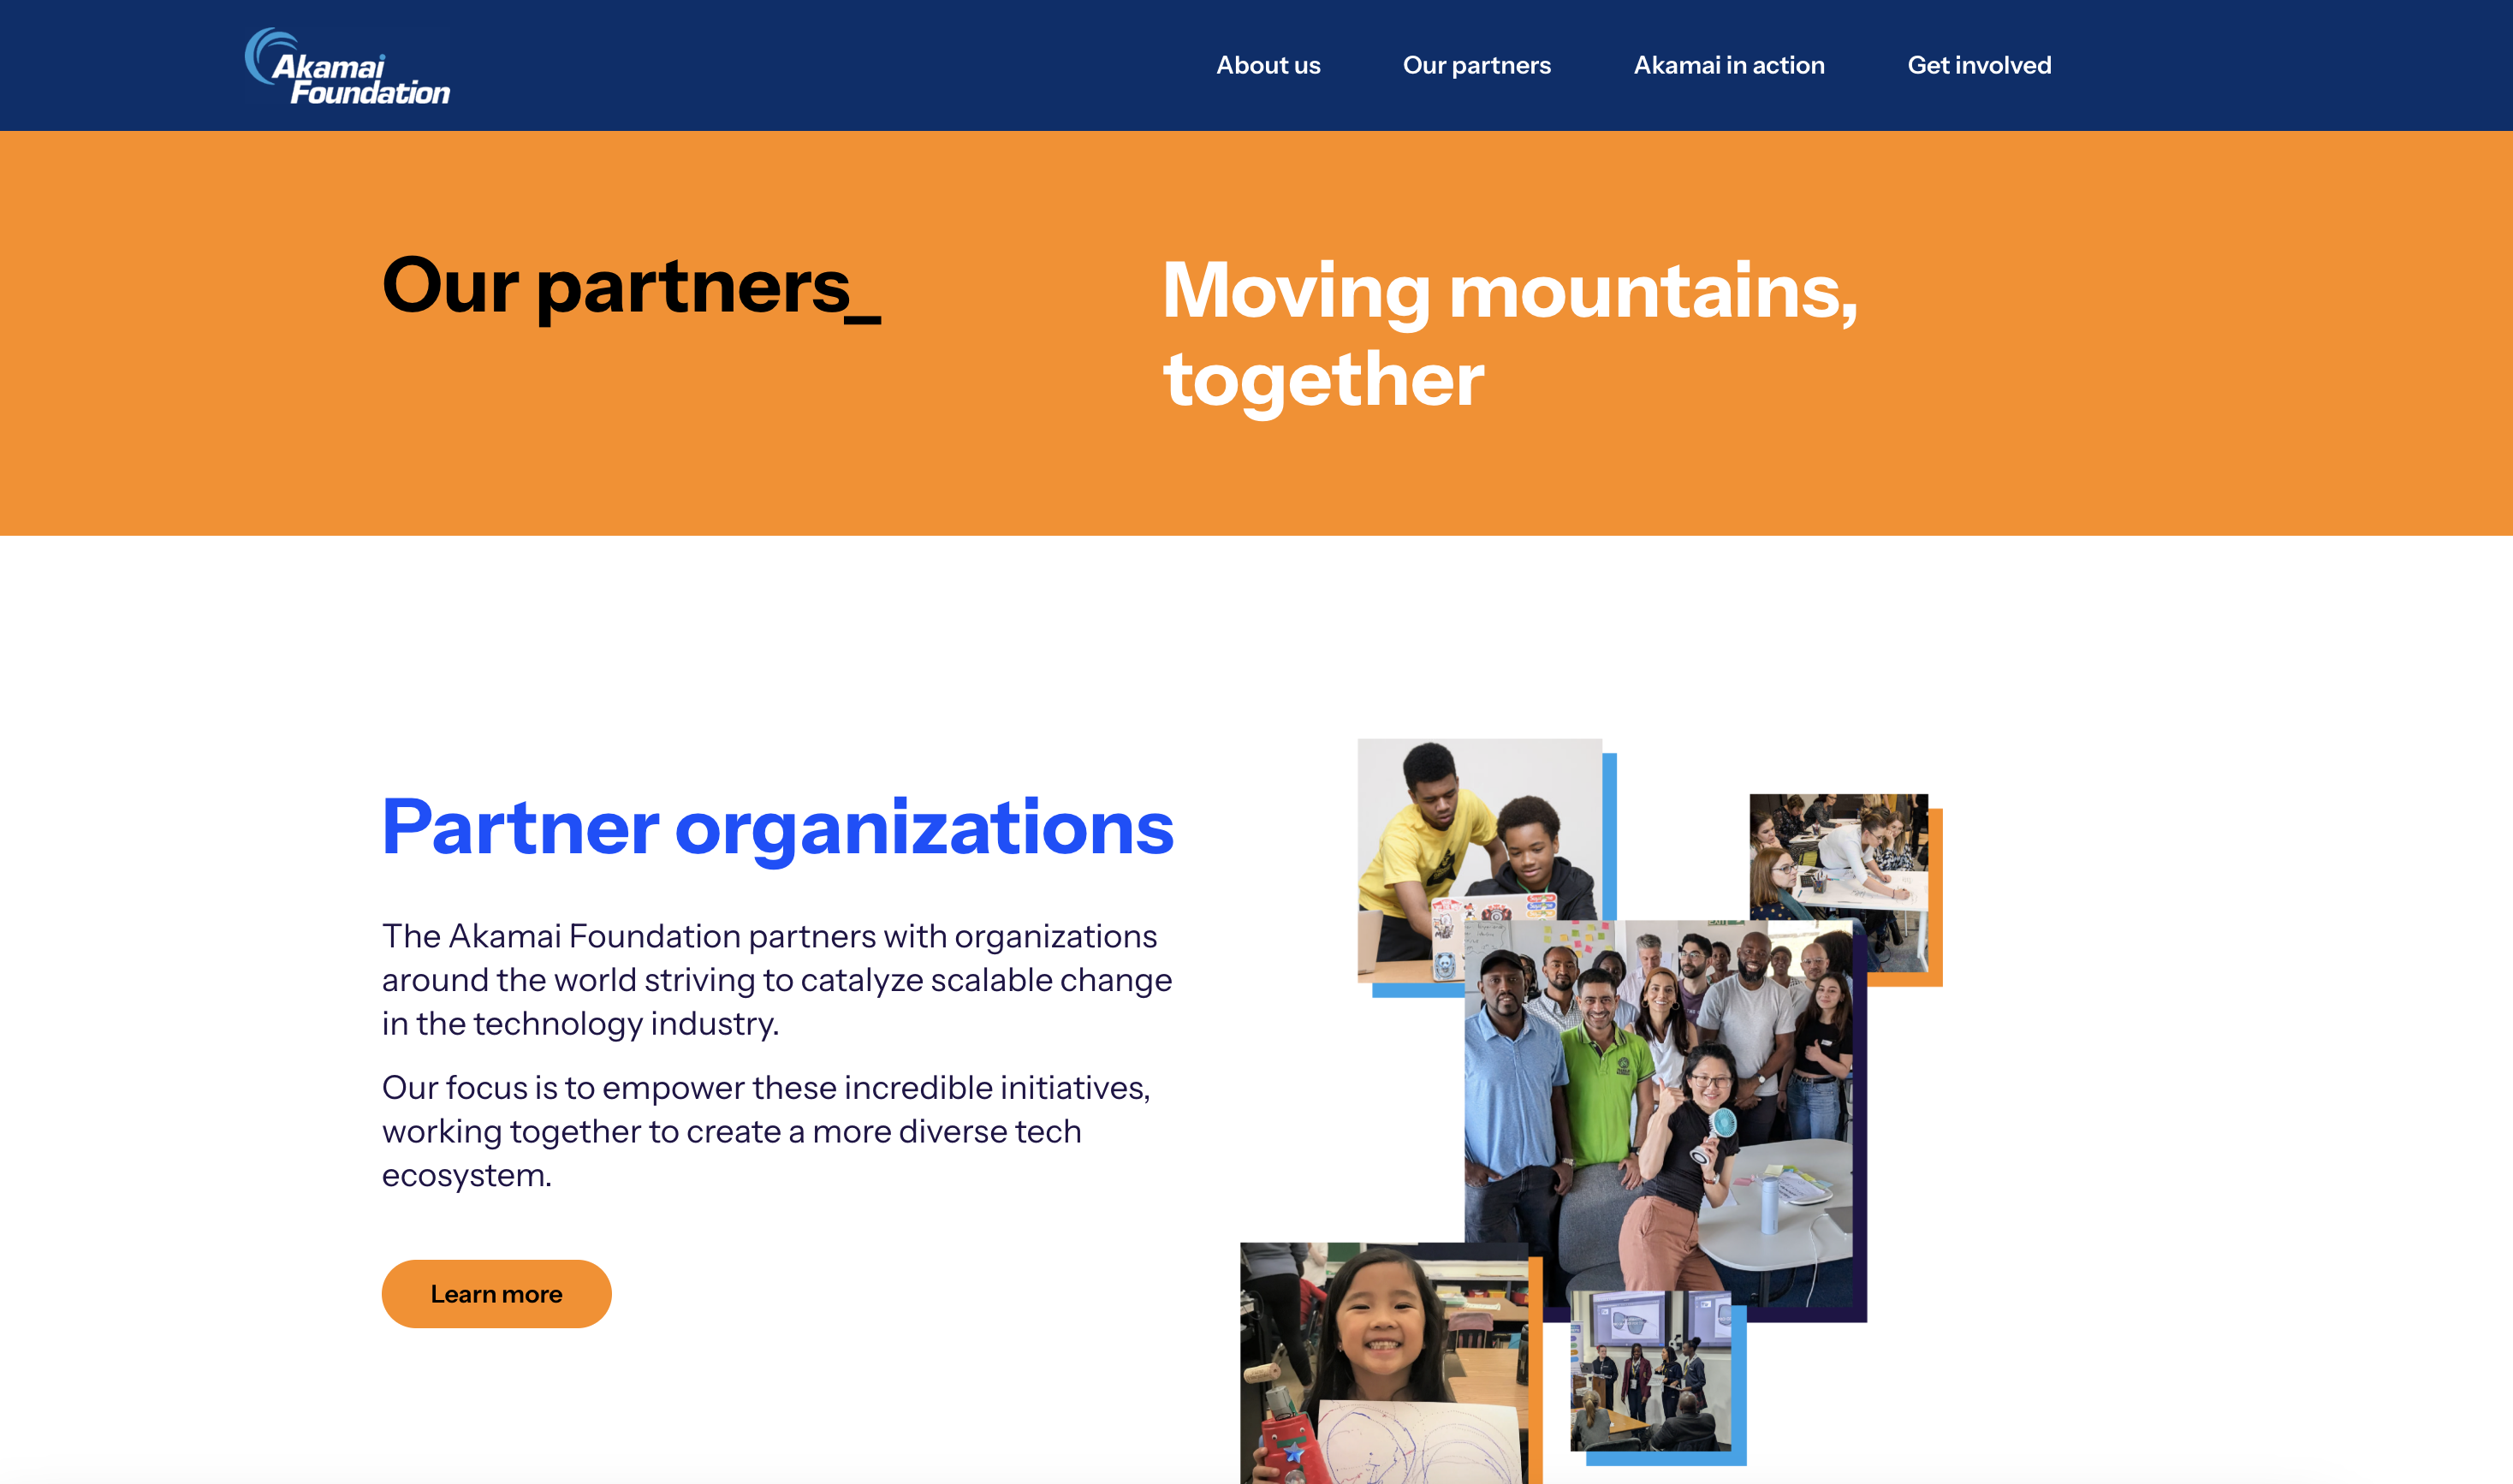 Akamai
Foundation
About us
Our partners
Akamai in action
Get involved
Our partners_
Moving mountains,
together
Partner organizations
The Akamai Foundation partners with organizations
around the world striving to catalyze scalable change
in the technology industry.
Our focus is to empower these incredible initiatives,
working together to create a more diverse tech
ecosystem.
Learn more